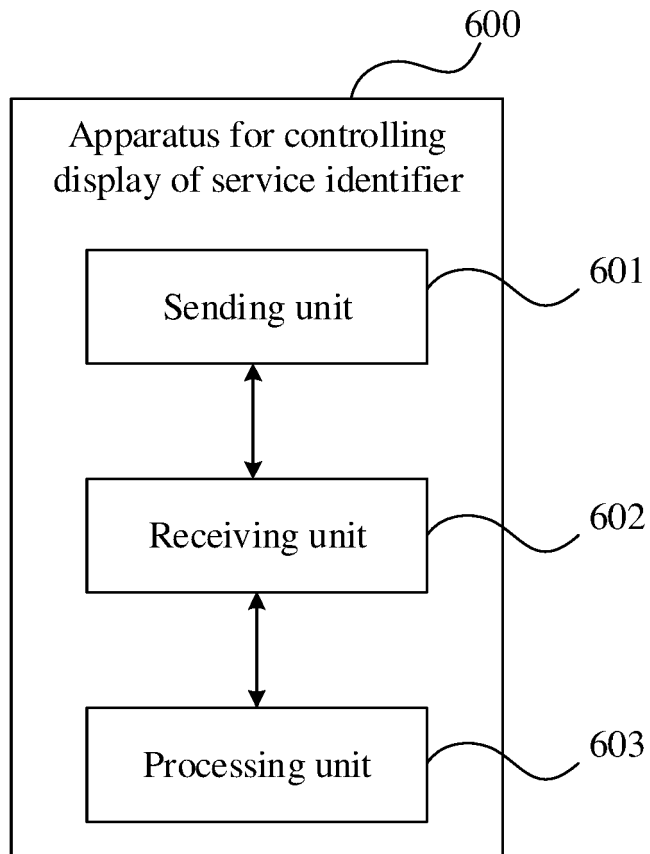 600
Apparatus for controlling
display of service identifier
Sending unit
601
Receiving unit
602
Processing unit
603